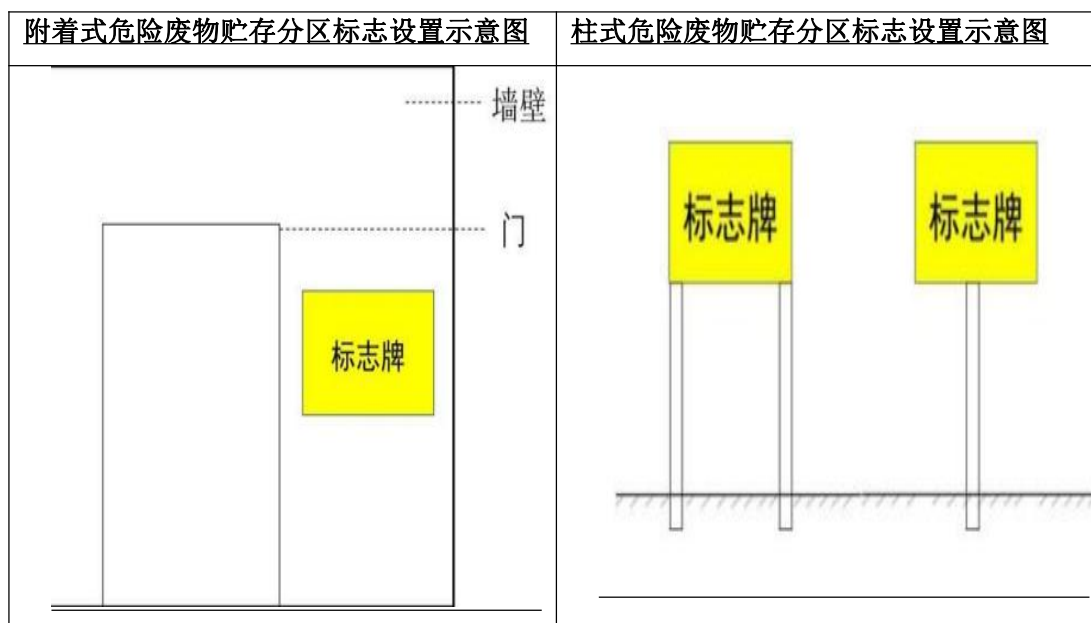 附着式危险废物贮存分区标志设置示意图
柱式危险废物贮存分区标志设置示意图
墙壁
门
标志牌
标志牌
标志牌